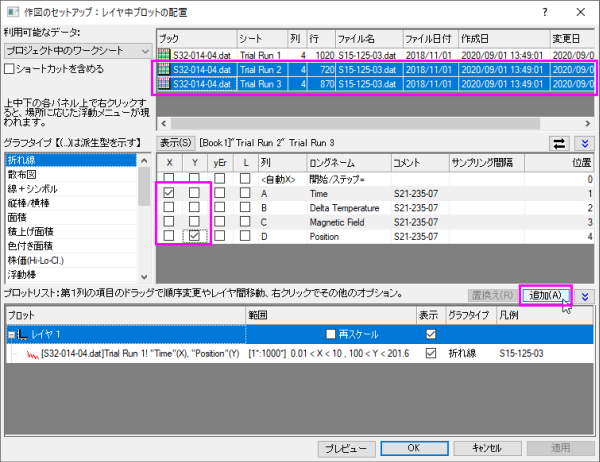 作図のセットアップ：レイヤ中プロットの配置
利用可能なデータ:
プロジェクト中のワークシート
ショートカットを含める
上中下の各パネル上で右クリックすると、場所に応じた浮動メニューが現われます。
ブック シート 列 行 ファイル名 ファイル日付 作成日 変更日
S32-014-04.dat Trial Run 1 4 1020 S15-125-03.dat 2018/11/01 2020/09/01 13:49:01 2020/09/0
S32-014-04.dat Trial Run 2 4 720 S15-125-03.dat 2018/11/01 2020/09/01 13:49:01 2020/09/0
S32-014-04.dat Trial Run 3 4 870 S15-125-03.dat 2018/11/01 2020/09/01 13:49:01 2020/09/0
グラフタイプ【(...)は派生型を示す】
折れ線
散布図
線＋シンボル
縦棒/横棒
面積
積上げ面積
色付き面積
株価(Hi-Lo-Cl.)
浮動棒
表示(S) [Book1]"Trial Run 2" Trial Run 3
X Y yEr L 列 ロングネーム コメント サンプリング間隔 位置
<自動X> 開始/ステップ= 0
A Time S21-235-07 1
B Delta Temperature S21-235-07 2
C Magnetic Field S21-235-07 3
D Position S21-235-07 4
プロットリスト：第1列の項目のドラッグで順序変更やレイヤ間移動、右クリックでその他のオプション。
置換え(R) 追加(A)
プロット 範囲 表示 グラフタイプ 凡例
レイヤ 1 再スケール
[S32-014-04.dat]Trial Run 1! "Time"(X), "Position"(Y) [1*:1000*] 0.01 < X < 10 , 100 < Y < 201.6 折れ線 S15-125-03
プレビュー OK キャンセル 適用